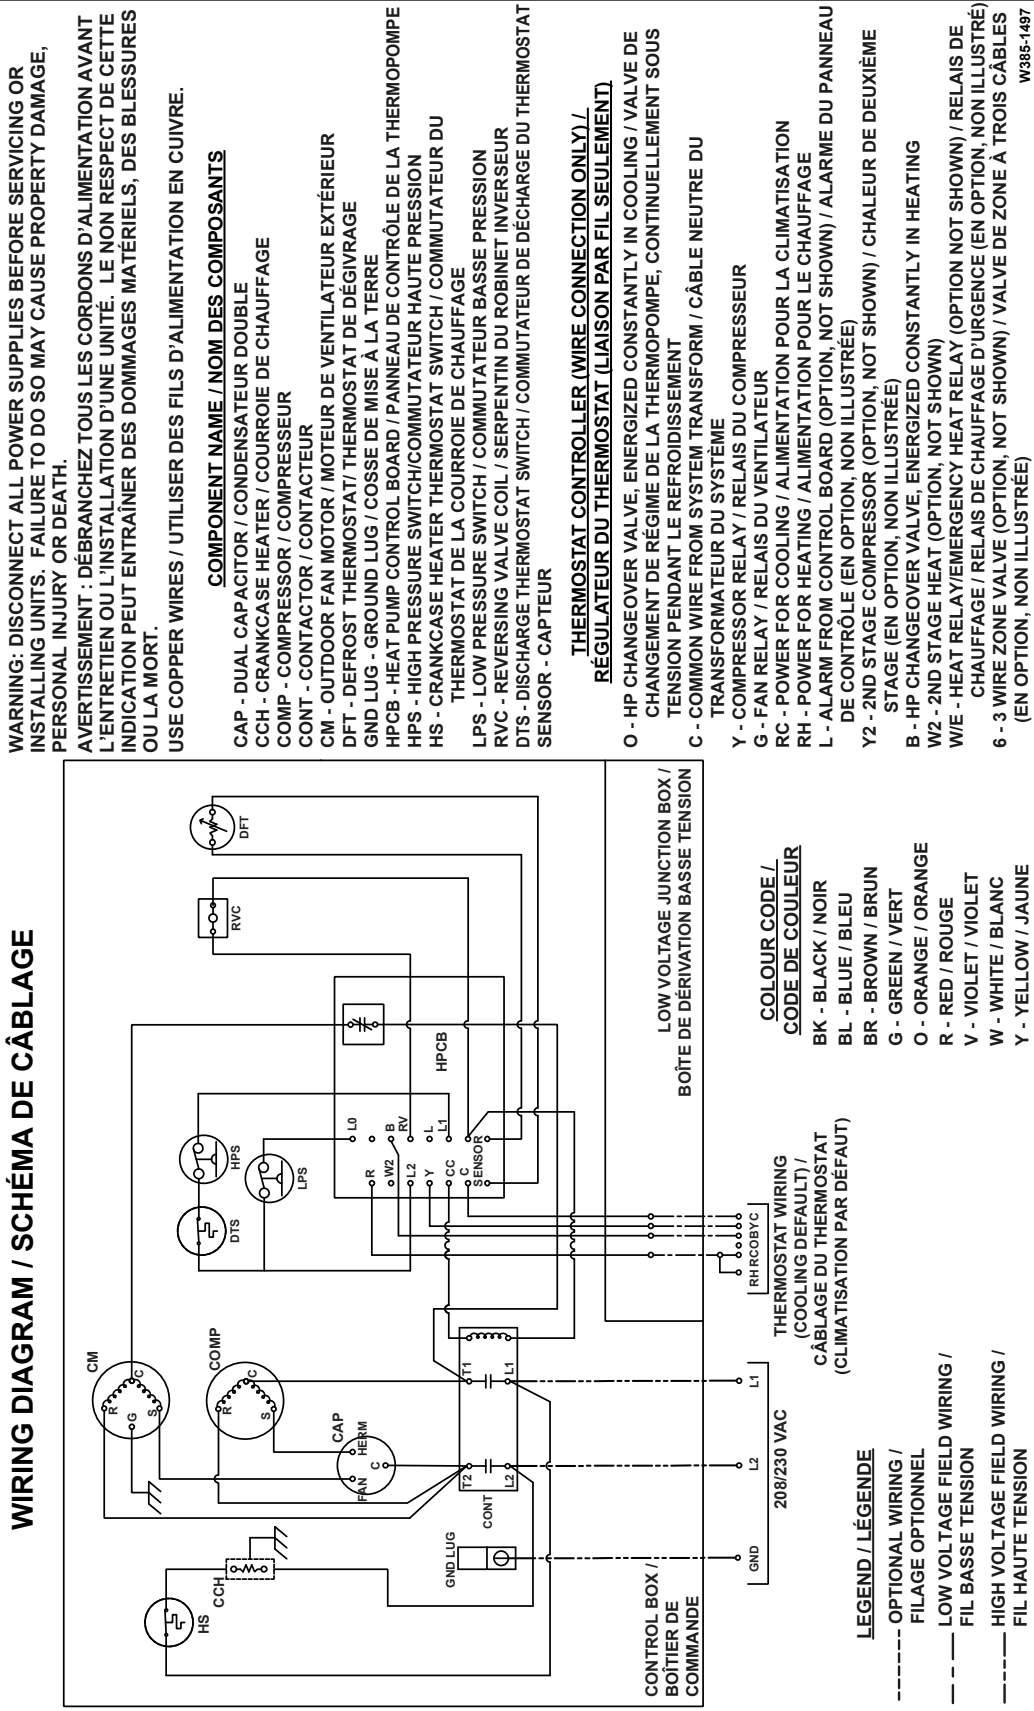 WIRING DIAGRAM / SCHÉMA DE CÂBLAGE
CM
R
G
S
C
COMP
R
S
C
CAP
FAN
C
HERM
HS
CCH
GND LUG
CONT
T2
L2
T1
L1
DTS
HPS
LPS
RVC
DFT
HPCB
L0
R
W2
B
L2
RV
Y
L
CC
L1
C
SENSOR
CONTROL BOX /
BOÎTIER DE
COMMANDE
LOW VOLTAGE JUNCTION BOX /
BOÎTE DE DÉRIVATION BASSE TENSION
GND
L2
L1
208/230 VAC
RH RC O B Y C
THERMOSTAT WIRING
(COOLING DEFAULT) /
CÂBLAGE DU THERMOSTAT
(CLIMATISATION PAR DÉFAUT)
LEGEND / LÉGENDE
OPTIONAL WIRING /
FILAGE OPTIONNEL
LOW VOLTAGE FIELD WIRING /
FIL BASSE TENSION
HIGH VOLTAGE FIELD WIRING /
FIL HAUTE TENSION
COLOUR CODE /
CODE DE COULEUR
BK - BLACK / NOIR
BL - BLUE / BLEU
BR - BROWN / BRUN
G - GREEN / VERT
O - ORANGE / ORANGE
R - RED / ROUGE
V - VIOLET / VIOLET
W - WHITE / BLANC
Y - YELLOW / JAUNE
WARNING: DISCONNECT ALL POWER SUPPLIES BEFORE SERVICING OR
INSTALLING UNITS. FAILURE TO DO SO MAY CAUSE PROPERTY DAMAGE,
PERSONAL INJURY OR DEATH.
AVERTISSEMENT : DÉBRANCHEZ TOUS LES CORDONS D'ALIMENTATION AVANT
L'ENTRETIEN OU L'INSTALLATION D'UNE UNITÉ. LE NON RESPECT DE CETTE
INDICATION PEUT ENTRAÎNER DES DOMMAGES MATÉRIELS, DES BLESSURES
OU LA MORT.
USE COPPER WIRES / UTILISER DES FILS D'ALIMENTATION EN CUIVRE.
COMPONENT NAME / NOM DES COMPOSANTS
CAP - DUAL CAPACITOR / CONDENSATEUR DOUBLE
CCH - CRANKCASE HEATER / COURROIE DE CHAUFFAGE
COMP - COMPRESSOR / COMPRESSEUR
CONT - CONTACTOR / CONTACTEUR
CM - OUTDOOR FAN MOTOR / MOTEUR DE VENTILATEUR EXTÉRIEUR
DFT - DEFROST THERMOSTAT/ THERMOSTAT DE DÉGIVRAGE
GND LUG - GROUND LUG / COSSE DE MISE À LA TERRE
HPCB - HEAT PUMP CONTROL BOARD / PANNEAU DE CONTRÔLE DE LA THERMOPOMPE
HPS - HIGH PRESSURE SWITCH/COMMUTATEUR HAUTE PRESSION
HS - CRANKCASE HEATER THERMOSTAT SWITCH / COMMUTATEUR DU
THERMOSTAT DE LA COURROIE DE CHAUFFAGE
LPS - LOW PRESSURE SWITCH / COMMUTATEUR BASSE PRESSION
RVC - REVERSING VALVE COIL / SERPENTIN DU ROBINET INVERSEUR
DTS - DISCHARGE THERMOSTAT SWITCH / COMMUTATEUR DE DÉCHARGE DU THERMOSTAT
SENSOR - CAPTEUR
THERMOSTAT CONTROLLER (WIRE CONNECTION ONLY) /
RÉGULATEUR DU THERMOSTAT (LIAISON PAR FIL SEULEMENT)
O - HP CHANGEOVER VALVE, ENERGIZED CONSTANTLY IN COOLING / VALVE DE
CHANGEMENT DE RÉGIME DE LA THERMOPOMPE, CONTINUELLEMENT SOUS
TENSION PENDANT LE REFROIDISSEMENT
C - COMMON WIRE FROM SYSTEM TRANSFORM / CÂBLE NEUTRE DU
TRANSFORMATEUR DU SYSTÈME
Y - COMPRESSOR RELAY / RELAIS DU COMPRESSEUR
G - FAN RELAY / RELAIS DU VENTILATEUR
RC - POWER FOR COOLING / ALIMENTATION POUR LA CLIMATISATION
RH - POWER FOR HEATING / ALIMENTATION POUR LE CHAUFFAGE
L - ALARM FROM CONTROL BOARD (OPTION, NOT SHOWN) / ALARME DU PANNEAU
DE CONTRÔLE (EN OPTION, NON ILLUSTRÉE)
Y2 - 2ND STAGE COMPRESSOR (OPTION, NOT SHOWN) / CHALEUR DE DEUXIÈME
STAGE (EN OPTION, NON ILLUSTRÉE)
B - HP CHANGEOVER VALVE, ENERGIZED CONSTANTLY IN HEATING
W2 - 2ND STAGE HEAT (OPTION, NOT SHOWN)
W/E - HEAT RELAY/EMERGENCY HEAT RELAY (OPTION NOT SHOWN) / RELAIS DE
CHAUFFAGE / RELAIS DE CHAUFFAGE D'URGENCE (EN OPTION, NON ILLUSTRÉ)
6 - 3 WIRE ZONE VALVE (OPTION, NOT SHOWN) / VALVE DE ZONE À TROIS CÂBLES
(EN OPTION, NON ILLUSTRÉE)
W385-1497